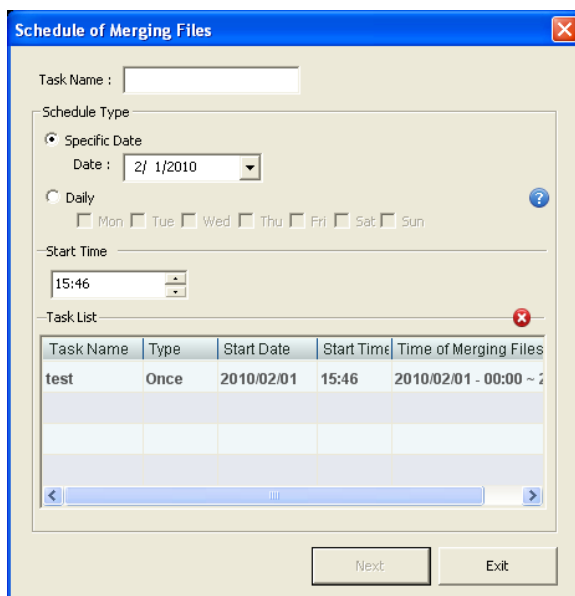 Schedule of Merging Files
Task Name :
Schedule Type
Specific Date
Date : 2/ 1/2010
Daily
Mon Tue Wed Thu Fri Sat Sun
Start Time
15:46
Task List
Task Name Type Start Date Start Time Time of Merging Files
test Once 2010/02/01 15:46 2010/02/01 - 00:00 ~
Next Exit